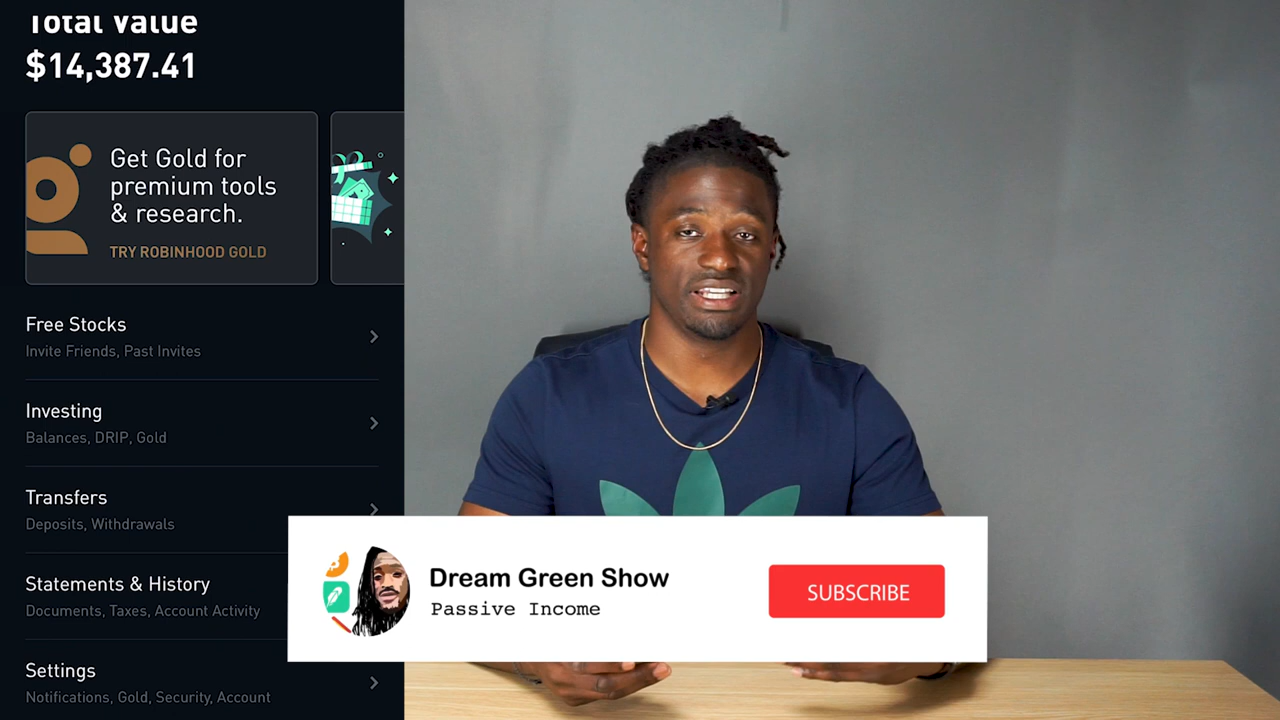 Total Value
$14,387.41
Get Gold for
premium tools
& research.
TRY ROBINHOOD GOLD
Free Stocks
Invite Friends, Past Invites
Investing
Balances, DRIP, Gold
Transfers
Deposits, Withdrawals
Statements & History
Documents, Taxes, Account Activity
Settings
Notifications, Gold, Security, Account
Dream Green Show
Passive Income
SUBSCRIBE